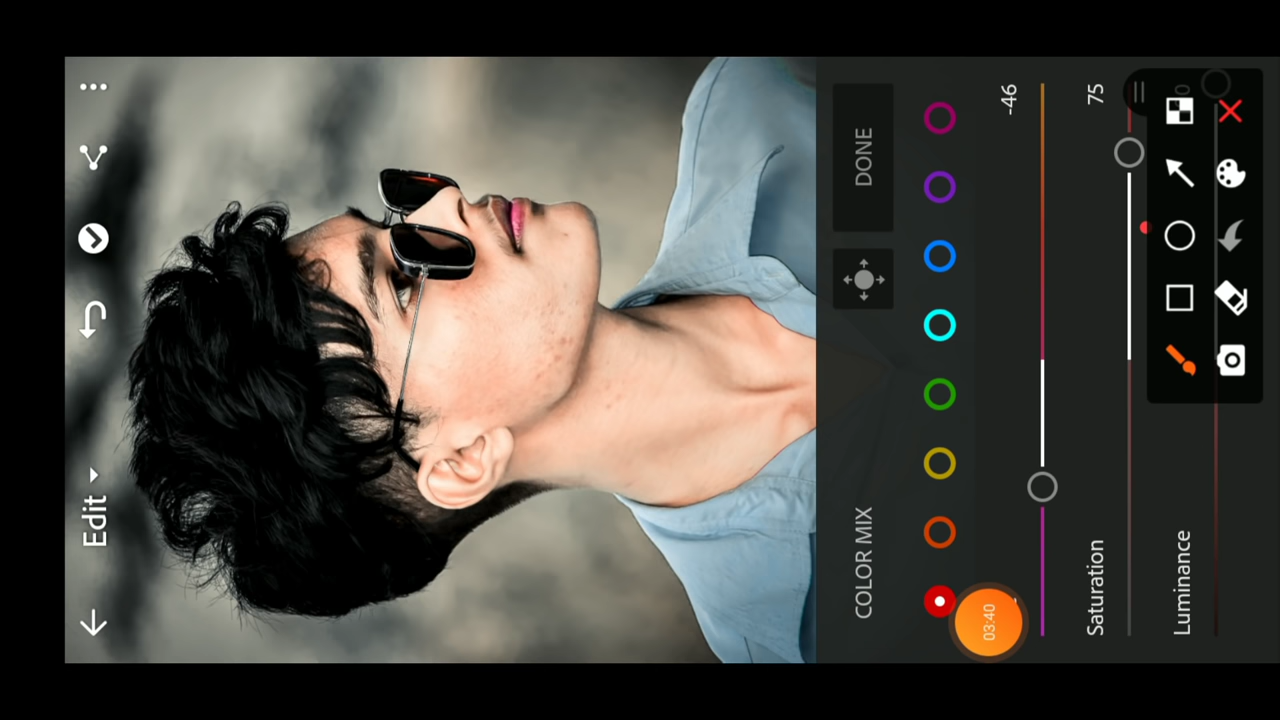 Edit
COLOR MIX
DONE
-46
Saturation
75
Luminance
03:40